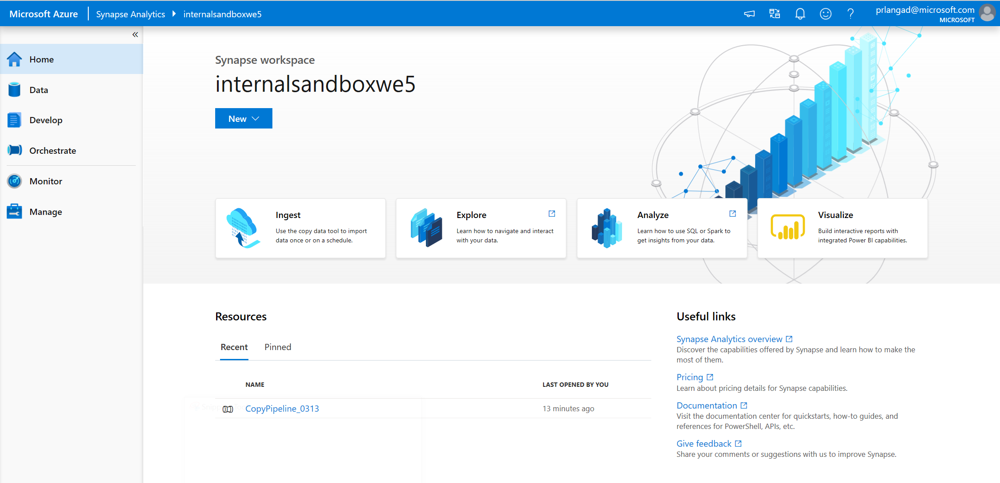 Microsoft Azure
Synapse Analytics
internalsandboxwe5
prlangad@microsoft.com
MICROSOFT
Home
Data
Develop
Orchestrate
Monitor
Manage
Synapse workspace
internalsandboxwe5
New
Ingest
Use the copy data tool to import
data once or on a schedule.
Explore
Learn how to navigate and interact
with your data.
Analyze
Learn how to use SQL or Spark to
get insights from your data.
Visualize
Build interactive reports with
integrated Power BI capabilities.
Resources
Recent
Pinned
NAME
LAST OPENED BY YOU
CopyPipeline_0313
13 minutes ago
Useful links
Synapse Analytics overview
Discover the capabilities offered by Synapse and learn how to make the
most of them.
Pricing
Learn about pricing details for Synapse capabilities.
Documentation
Visit the documentation center for quickstarts, how-to guides, and
references for PowerShell, APIs, etc.
Give feedback
Share your comments or suggestions with us to improve Synapse.